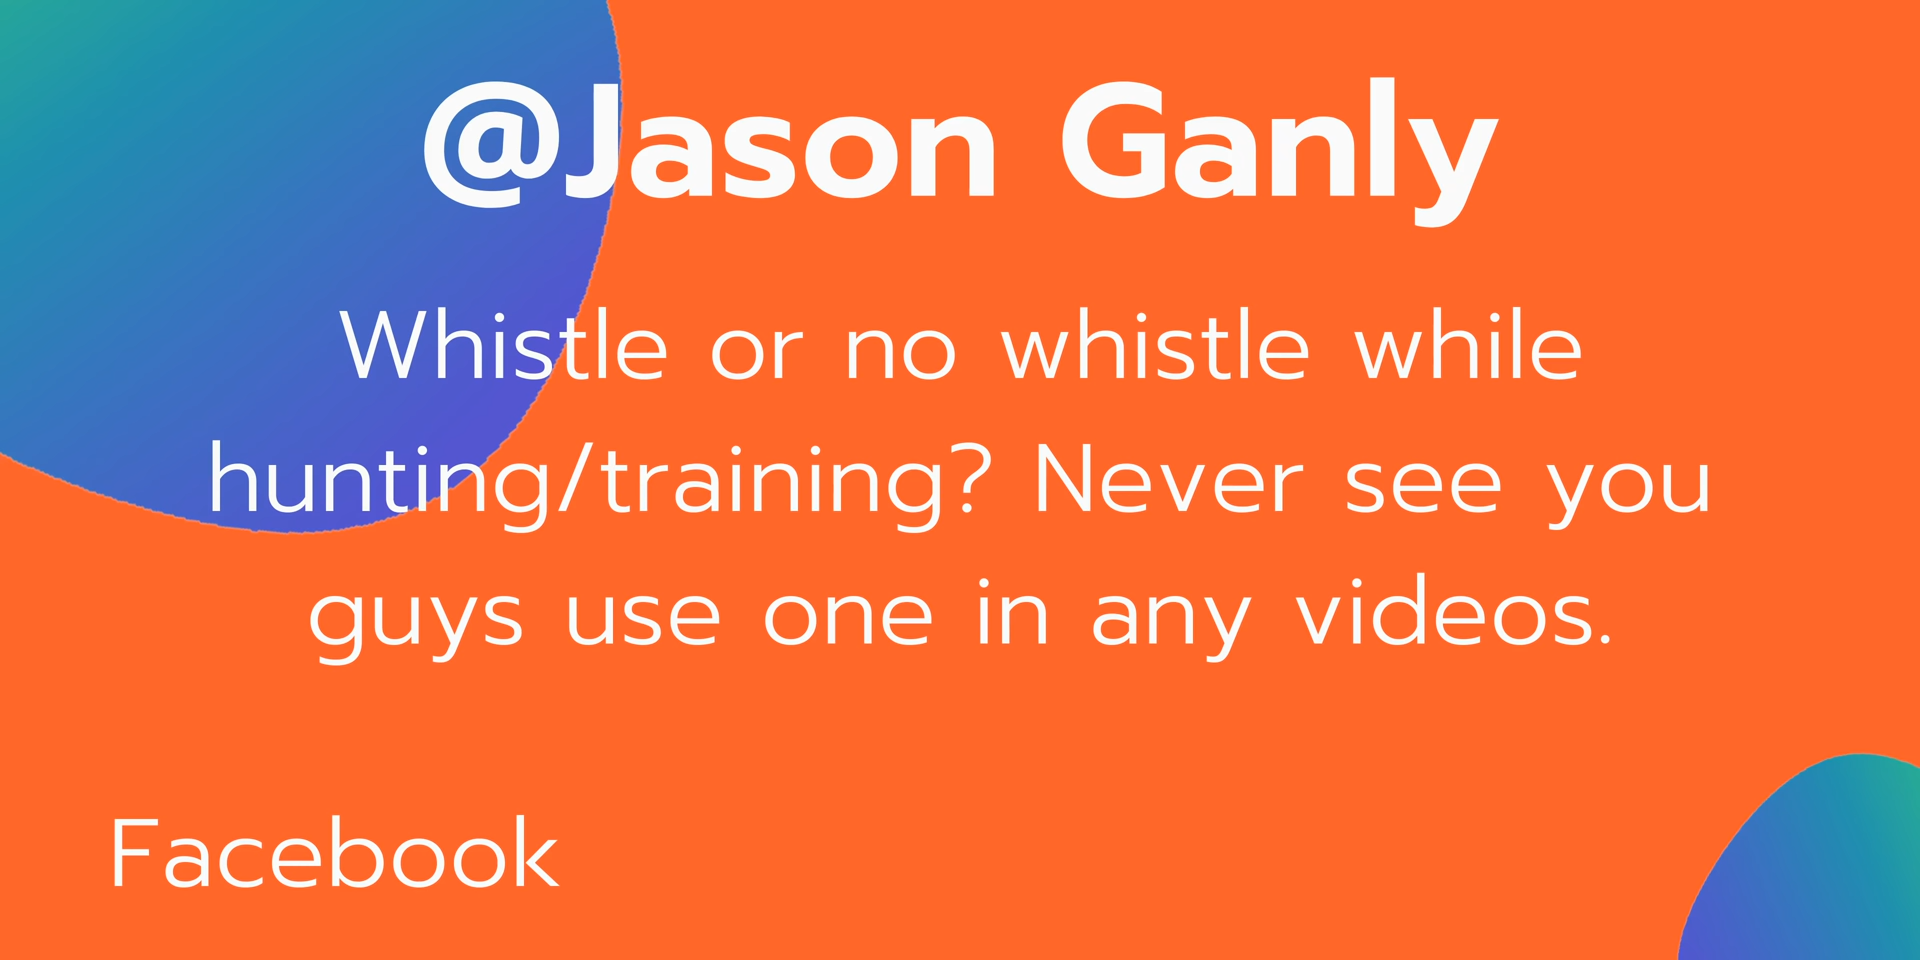 @Jason Ganly
Whistle or no whistle while
hunting/training? Never see you
guys use one in any videos.
Facebook